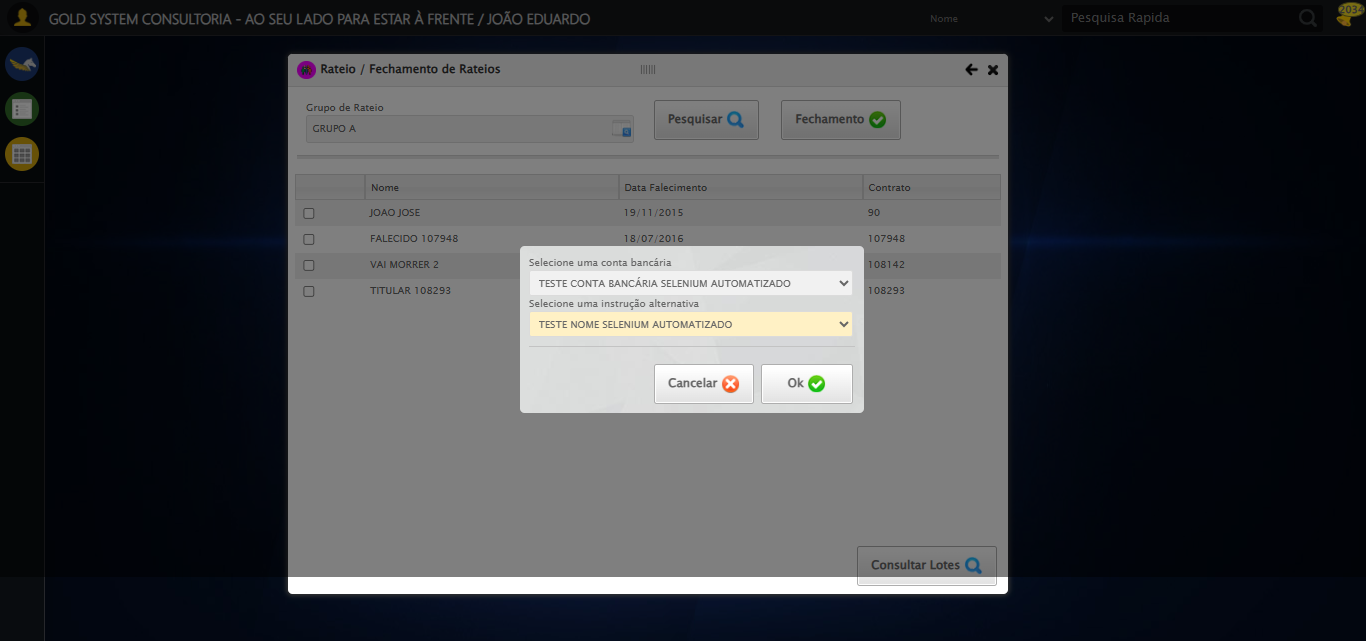 GOLD SYSTEM CONSULTORIA - AO SEU LADO PARA ESTAR À FRENTE / JOÃO EDUARDO
Nome
Pesquisa Rapida
2034
Rateio / Fechamento de Rateios
Grupo de Rateio
GRUPO A
Pesquisar
Fechamento
Nome Data Falecimento Contrato
JOAO JOSE 19/11/2015 90
FALECIDO 107948 18/07/2016 107948
VAI MORRER 2 108142
TITULAR 108293 108293
Selecione uma conta bancária
TESTE CONTA BANCÁRIA SELENIUM AUTOMATIZADO
Selecione uma instrução alternativa
TESTE NOME SELENIUM AUTOMATIZADO
Cancelar
Ok
Consultar Lotes